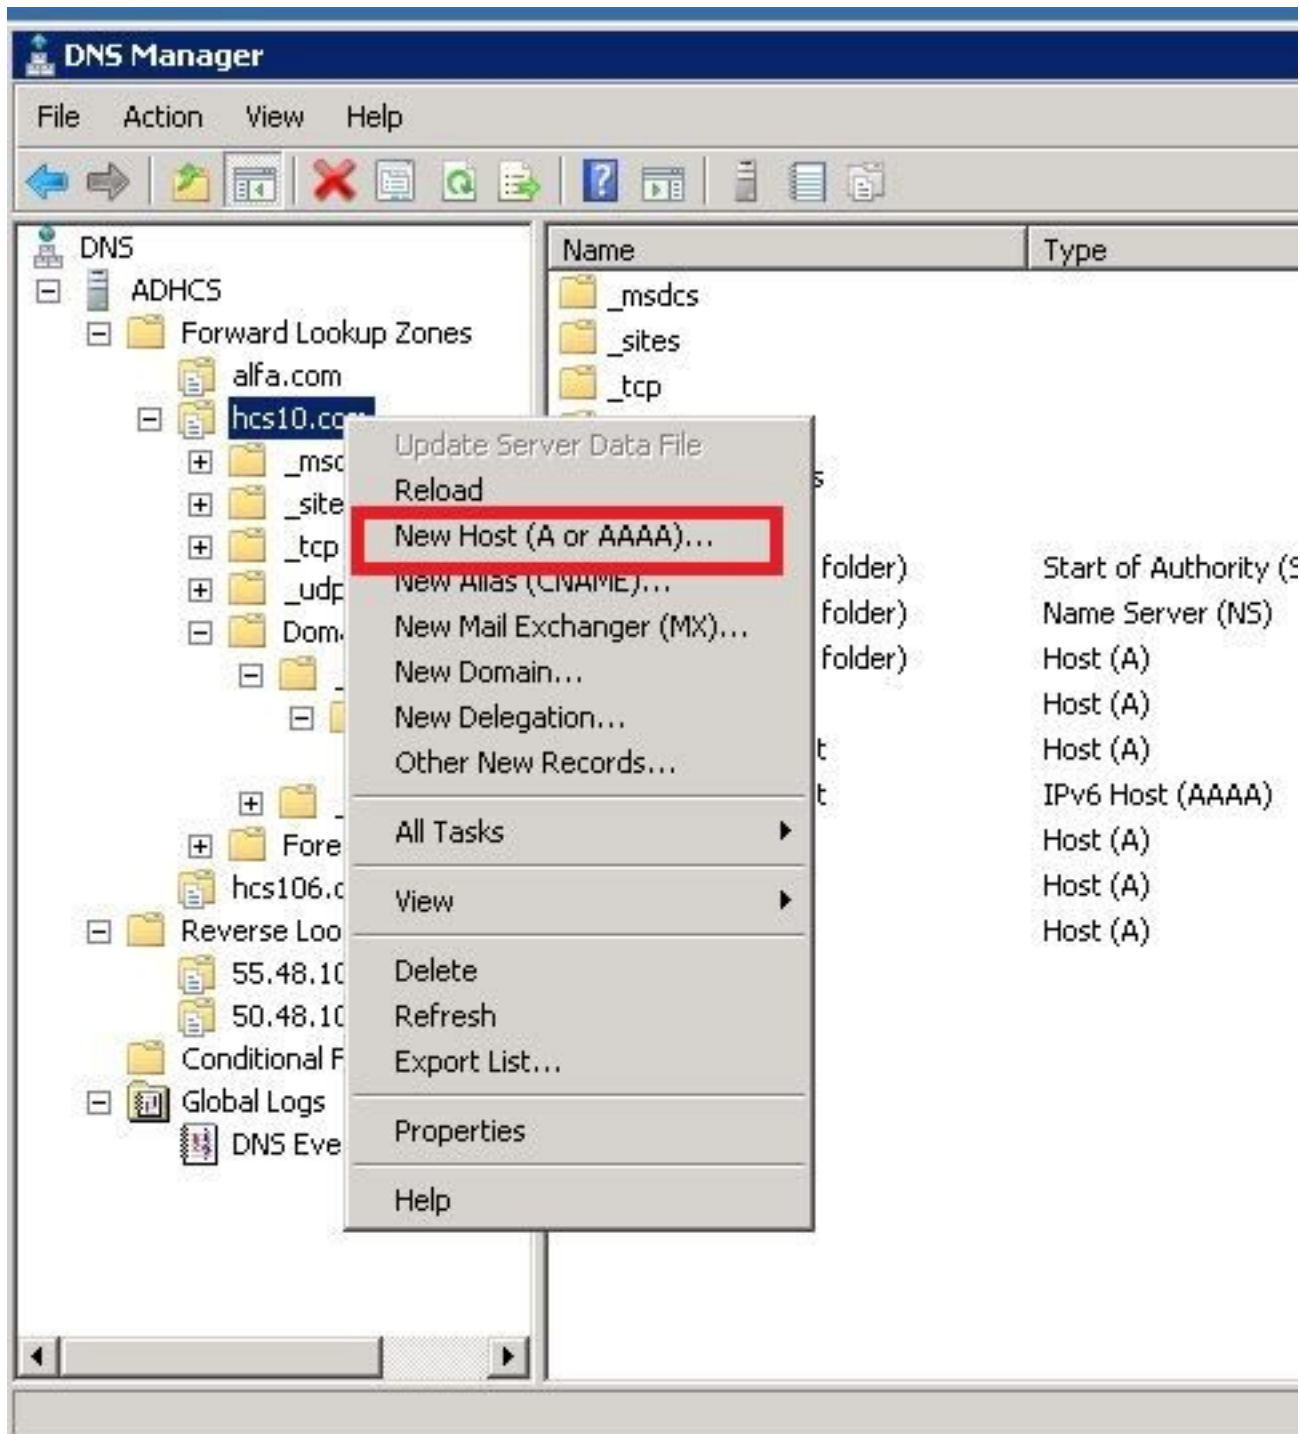 DNS Manager
File Action View Help
DNS
ADHCS
Forward Lookup Zones
alfa.com
hcs10.com
_msd
_site
_tcp
_udp
Dom
Fore
hcs106.c
Reverse Loo
55.48.10
50.48.10
Conditional F
Global Logs
DNS Eve
Update Server Data File
Reload
New Host (A or AAAA)...
New Alias (CNAME)...
New Mail Exchanger (MX)...
New Domain...
New Delegation...
Other New Records...
All Tasks
View
Delete
Refresh
Export List...
Properties
Help
Name Type
_msdcs
_sites
_tcp
s
folder) Start of Authority (S
folder) Name Server (NS)
folder) Host (A)
Host (A)
t Host (A)
t IPv6 Host (AAAA)
Host (A)
Host (A)
Host (A)